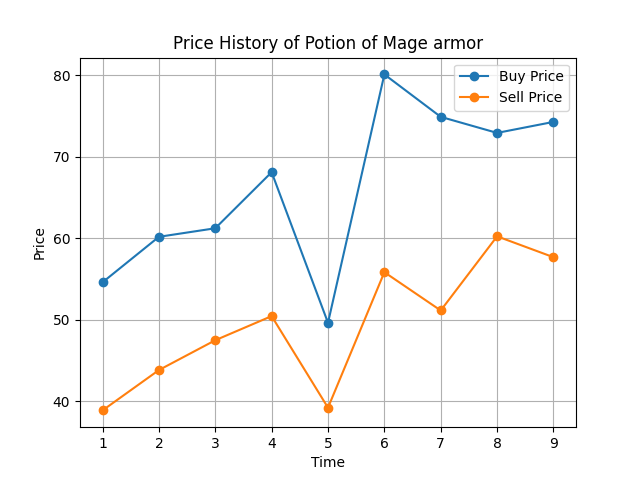 Price History of Potion of Mage armor
Buy Price
Sell Price
80
70
60
50
40
Price
1 2 3 4 5 6 7 8 9
Time